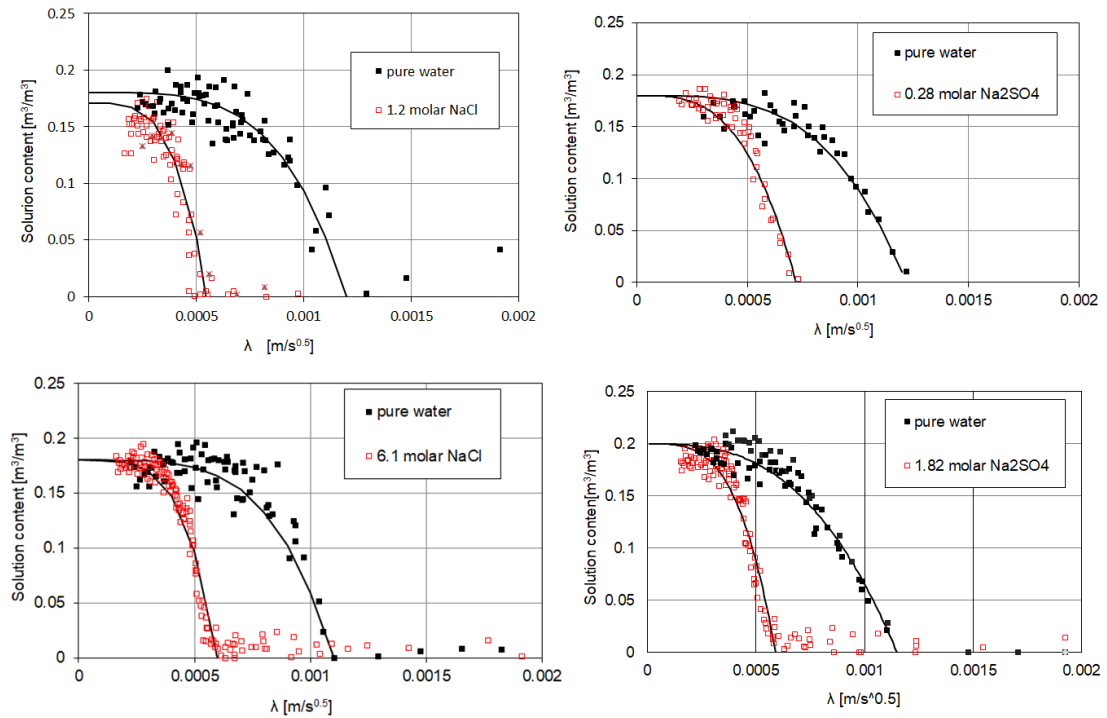 Solurion content [m³/m³]
0.25
0.2
0.15
0.1
0.05
0
pure water
1.2 molar NaCl
0 0.0005 0.001 0.0015 0.002
λ [m/s⁰·⁵]
Solution content [m³/m³]
0.25
0.2
0.15
0.1
0.05
0
pure water
0.28 molar Na2SO4
0 0.0005 0.001 0.0015 0.002
λ [m/s⁰·⁵]
Solution content [m³/m³]
0.25
0.2
0.15
0.1
0.05
0
pure water
6.1 molar NaCl
0 0.0005 0.001 0.0015 0.002
λ [m/s⁰·⁵]
Solution conten[m³/m³]
0.25
0.2
0.15
0.1
0.05
0
pure water
1.82 molar Na2SO4
0 0.0005 0.001 0.0015 0.002
λ [m/s^0.5]